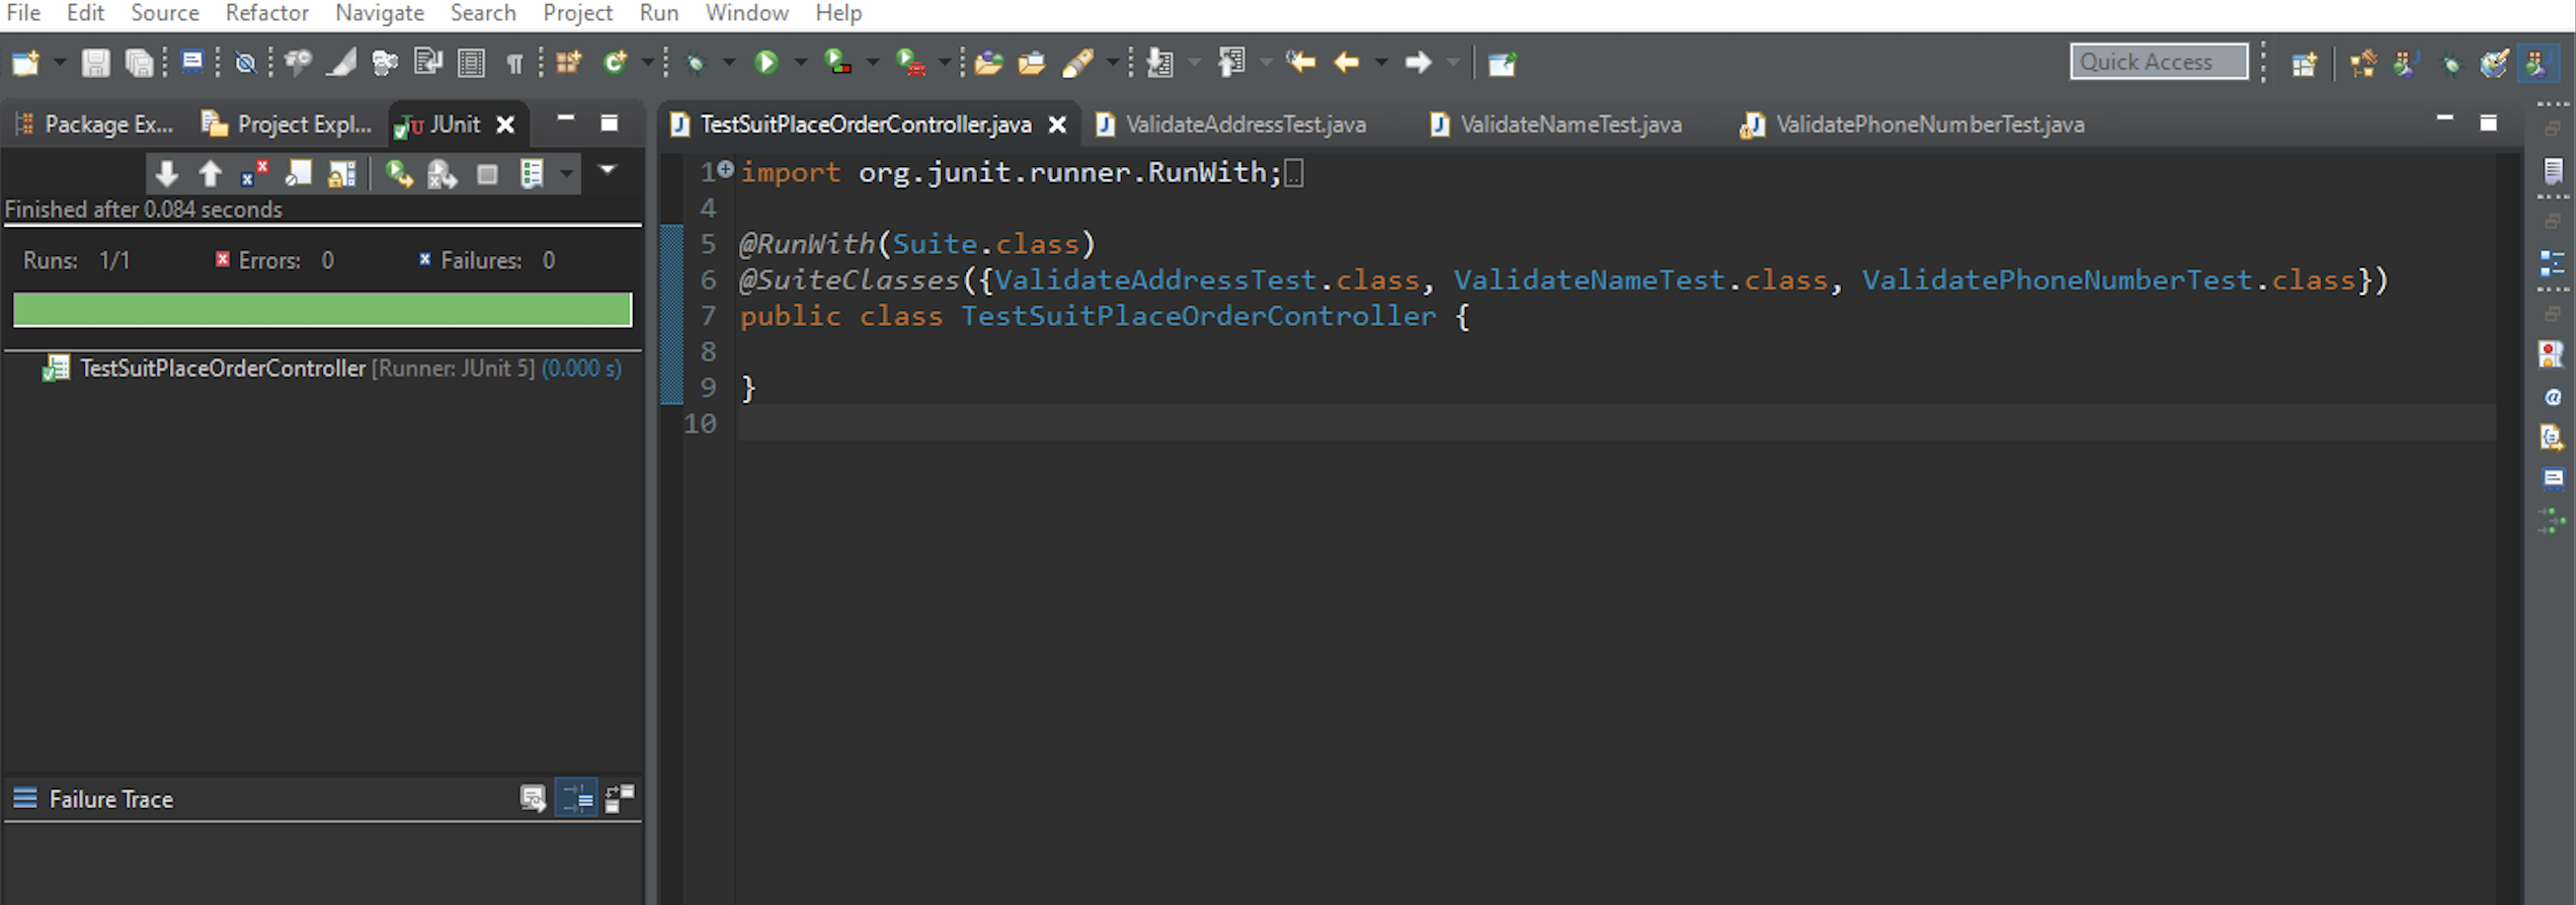 File Edit Source Refactor Navigate Search Project Run Window Help
Quick Access
Package Ex... Project Expl... JUnit
TestSuitPlaceOrderController.java ValidateAddressTest.java ValidateNameTest.java ValidatePhoneNumberTest.java
Finished after 0.084 seconds
Runs: 1/1 Errors: 0 Failures: 0
TestSuitPlaceOrderController [Runner: JUnit 5] (0.000 s)
Failure Trace
1 import org.junit.runner.RunWith;
4
5 @RunWith(Suite.class)
6 @SuiteClasses({ValidateAddressTest.class, ValidateNameTest.class, ValidatePhoneNumberTest.class})
7 public class TestSuitPlaceOrderController {
8
9 }
10